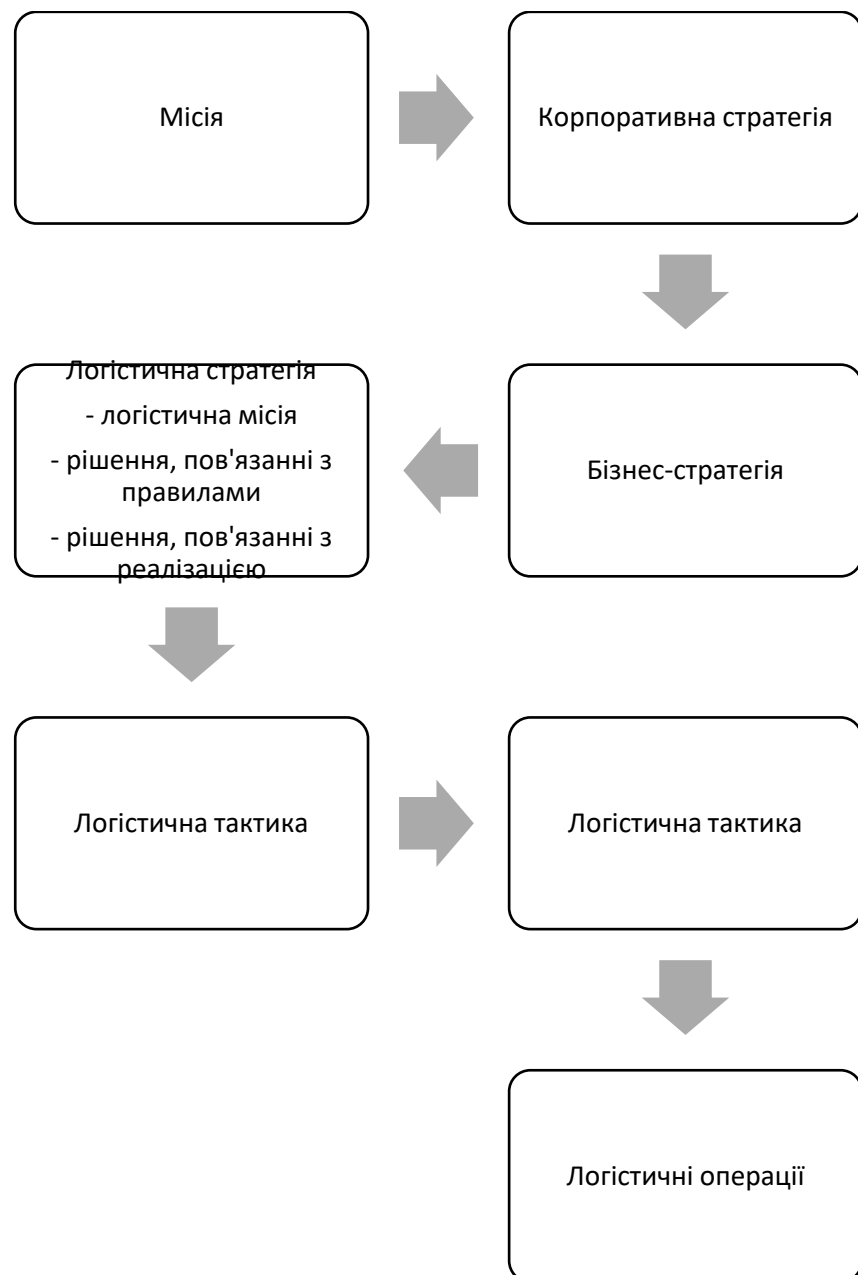 Місія
Корпоративна стратегія
Логістична стратегія
- логістична місія
- рішення, пов'язанні з
правилами
- рішення, пов'язанні з
реалізацією
Бізнес-стратегія
Логістична тактика
Логістична тактика
Логістичні операції